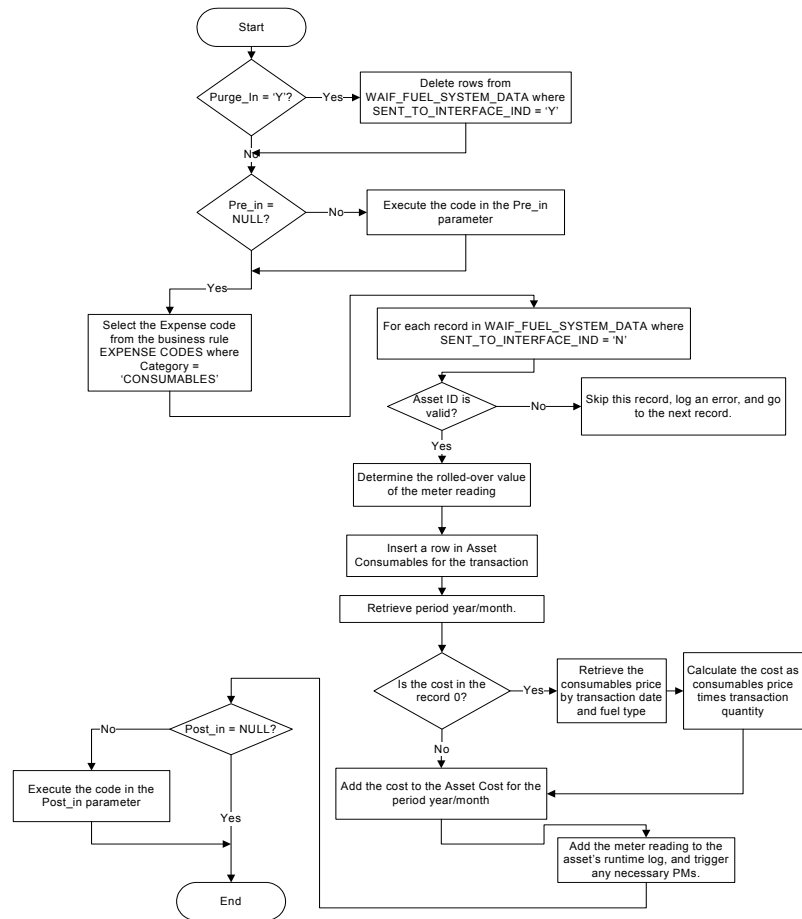 Start
Purge_In = 'Y'?
Yes
Delete rows from
WAIF_FUEL_SYSTEM_DATA where
SENT_TO_INTERFACE_IND = 'Y'
No
Pre_in =
NULL?
No
Execute the code in the Pre_in
parameter
Yes
Select the Expense code
from the business rule
EXPENSE CODES where
Category =
'CONSUMABLES'
For each record in WAIF_FUEL_SYSTEM_DATA where
SENT_TO_INTERFACE_IND = 'N'
Asset ID is
valid?
No
Skip this record, log an error, and go
to the next record.
Yes
Determine the rolled-over value
of the meter reading
Insert a row in Asset
Consumables for the transaction
Retrieve period year/month.
Is the cost in the
record 0?
Yes
Retrieve the
consumables price
by transaction date
and fuel type
Calculate the cost as
consumables price
times transaction
quantity
No
Add the cost to the Asset Cost for the
period year/month
Add the meter reading to the
asset's runtime log, and trigger
any necessary PMs.
Post_in = NULL?
No
Execute the code in the
Post_in parameter
Yes
End